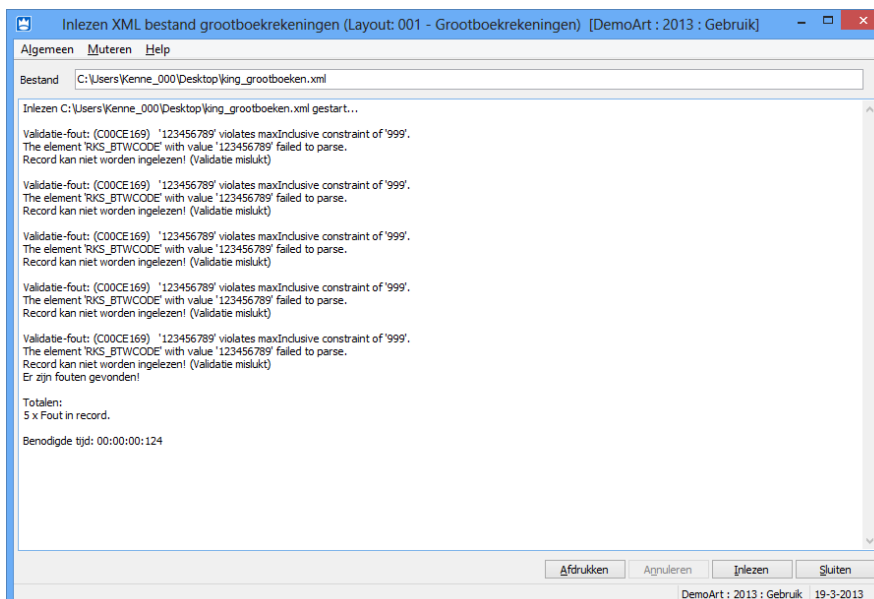 Inlezen XML bestand grootboekrekeningen (Layout: 001 - Grootboekrekeningen) [DemoArt : 2013 : Gebruik]
Algemeen Muteren Help
Bestand C:\Users\Kenne_000\Desktop\king_grootboeken.xml
Inlezen C:\Users\Kenne_000\Desktop\king_grootboeken.xml gestart...
Validatie-fout: (C00CE169) '123456789' violates maxInclusive constraint of '999'.
The element 'RKS_BTWCODE' with value '123456789' failed to parse.
Record kan niet worden ingelezen! (Validatie mislukt)
Validatie-fout: (C00CE169) '123456789' violates maxInclusive constraint of '999'.
The element 'RKS_BTWCODE' with value '123456789' failed to parse.
Record kan niet worden ingelezen! (Validatie mislukt)
Validatie-fout: (C00CE169) '123456789' violates maxInclusive constraint of '999'.
The element 'RKS_BTWCODE' with value '123456789' failed to parse.
Record kan niet worden ingelezen! (Validatie mislukt)
Validatie-fout: (C00CE169) '123456789' violates maxInclusive constraint of '999'.
The element 'RKS_BTWCODE' with value '123456789' failed to parse.
Record kan niet worden ingelezen! (Validatie mislukt)
Validatie-fout: (C00CE169) '123456789' violates maxInclusive constraint of '999'.
The element 'RKS_BTWCODE' with value '123456789' failed to parse.
Record kan niet worden ingelezen! (Validatie mislukt)
Er zijn fouten gevonden!
Totalen:
5 x Fout in record.
Benodigde tijd: 00:00:00:124
Afdrukken Annuleren Inlezen Sluiten
DemoArt : 2013 : Gebruik 19-3-2013